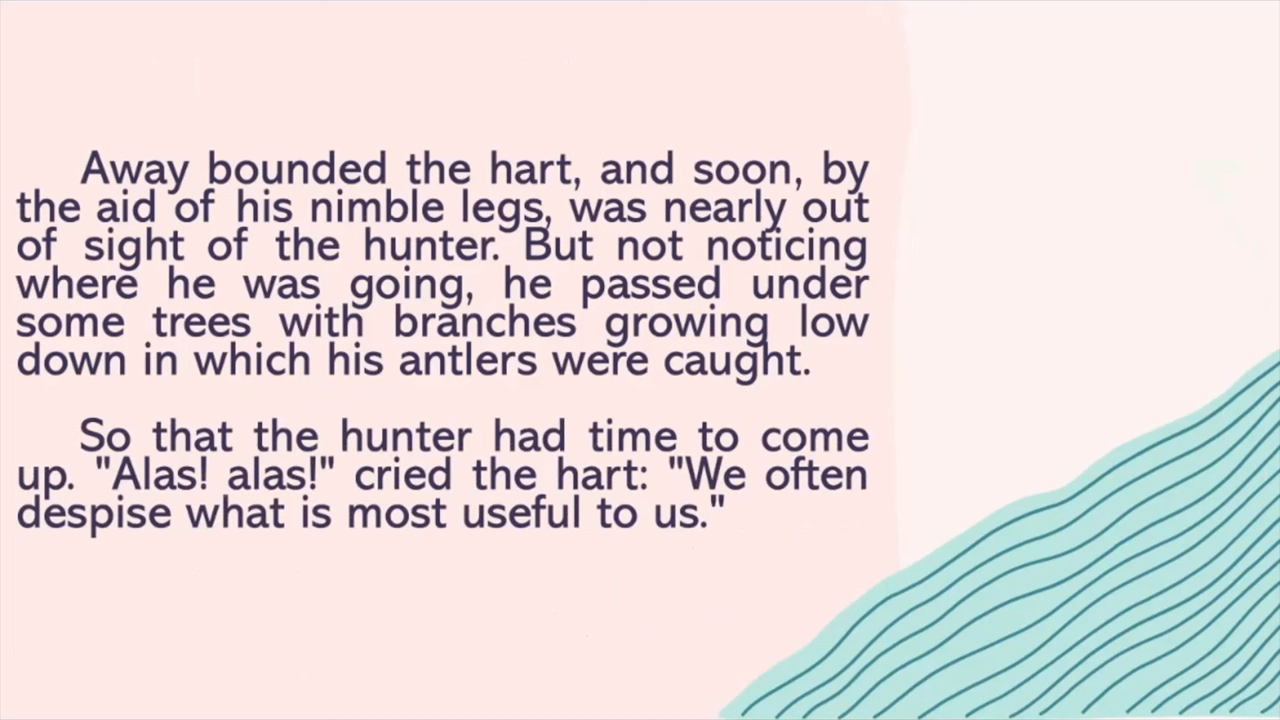 Away bounded the hart, and soon, by
the aid of his nimble legs, was nearly out
of sight of the hunter. But not noticing
where he was going, he passed under
some trees with branches growing low
down in which his antlers were caught.
So that the hunter had time to come
up. "Alas! alas!" cried the hart: "We often
despise what is most useful to us."